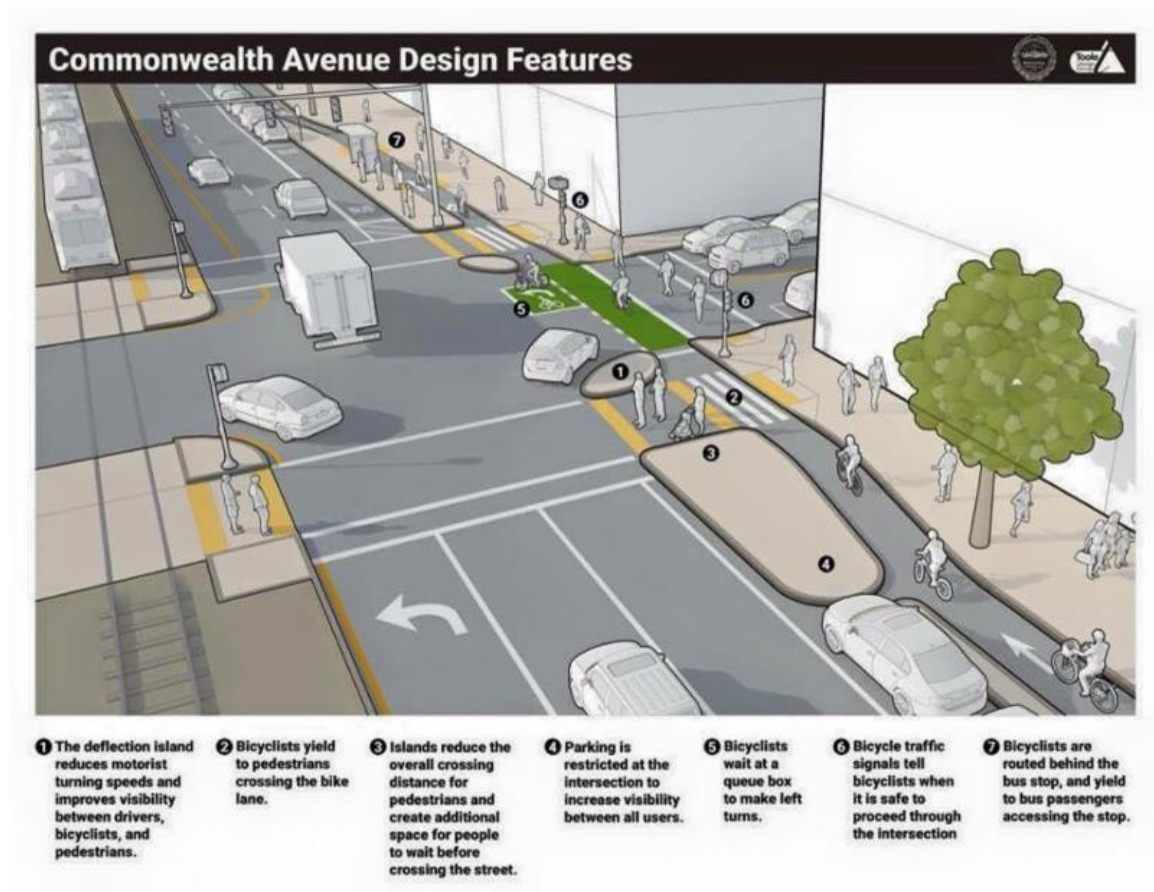 Commonwealth Avenue Design Features
Toole
7
6
6
5
1
2
3
4
1 The deflection island
reduces motorist
turning speeds and
improves visibility
between drivers,
bicyclists, and
pedestrians.
2 Bicyclists yield
to pedestrians
crossing the bike
lane.
3 Islands reduce the
overall crossing
distance for
pedestrians and
create additional
space for people
to wait before
crossing the street.
4 Parking is
restricted at the
intersection to
increase visibility
between all users.
5 Bicyclists
wait at a
queue box
to make left
turns.
6 Bicycle traffic
signals tell
bicyclists when
it is safe to
proceed through
the intersection
7 Bicyclists are
routed behind the
bus stop, and yield
to bus passengers
accessing the stop.